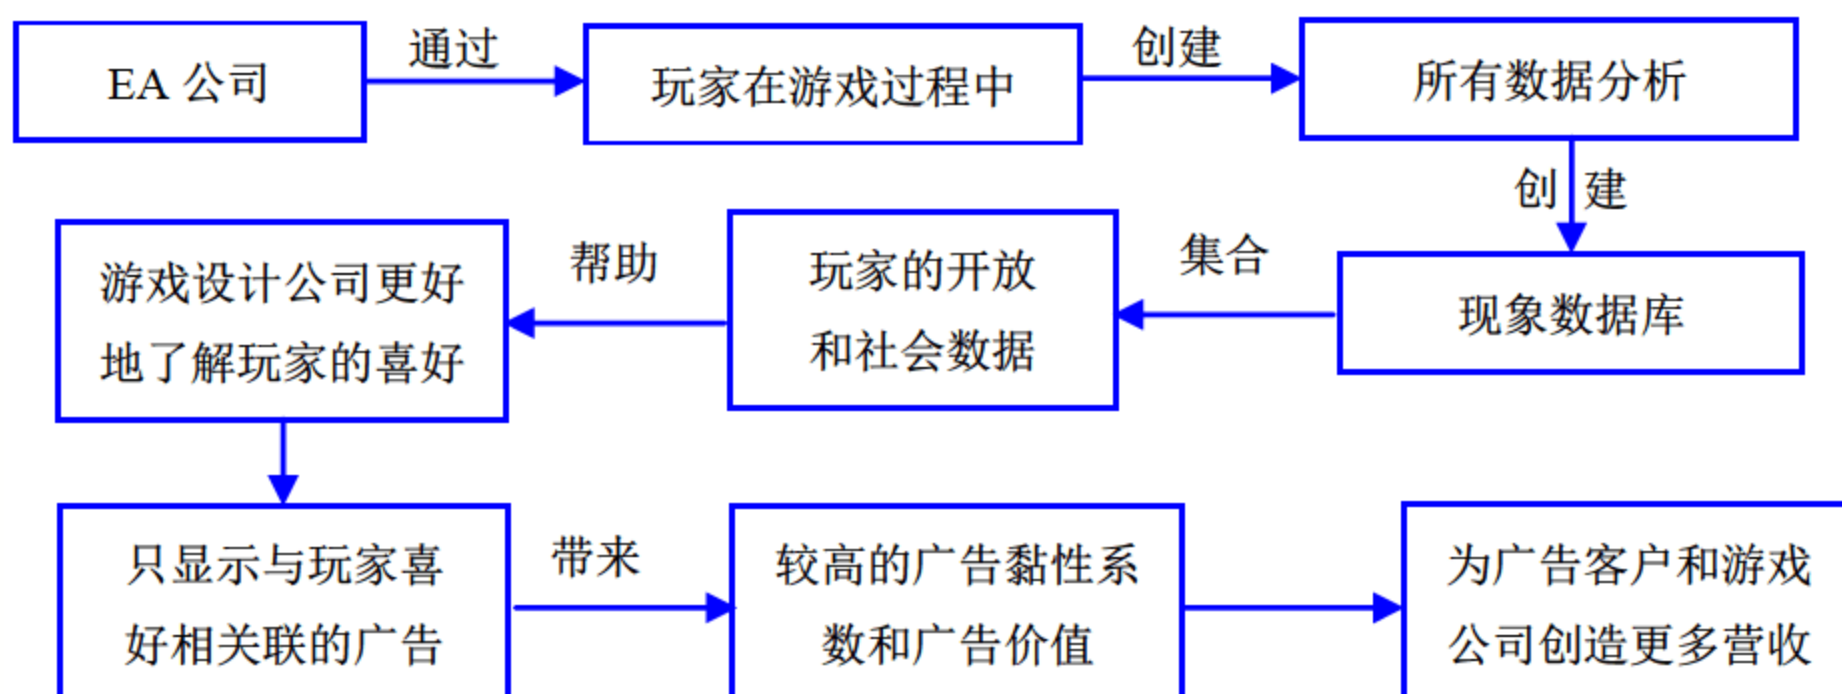 EA 公司
通过
玩家在游戏过程中
创建
所有数据分析
创 建
现象数据库
集合
玩家的开放
和社会数据
帮助
游戏设计公司更好
地了解玩家的喜好
只显示与玩家喜
好相关联的广告
带来
较高的广告黏性系
数和广告价值
为广告客户和游戏
公司创造更多营收